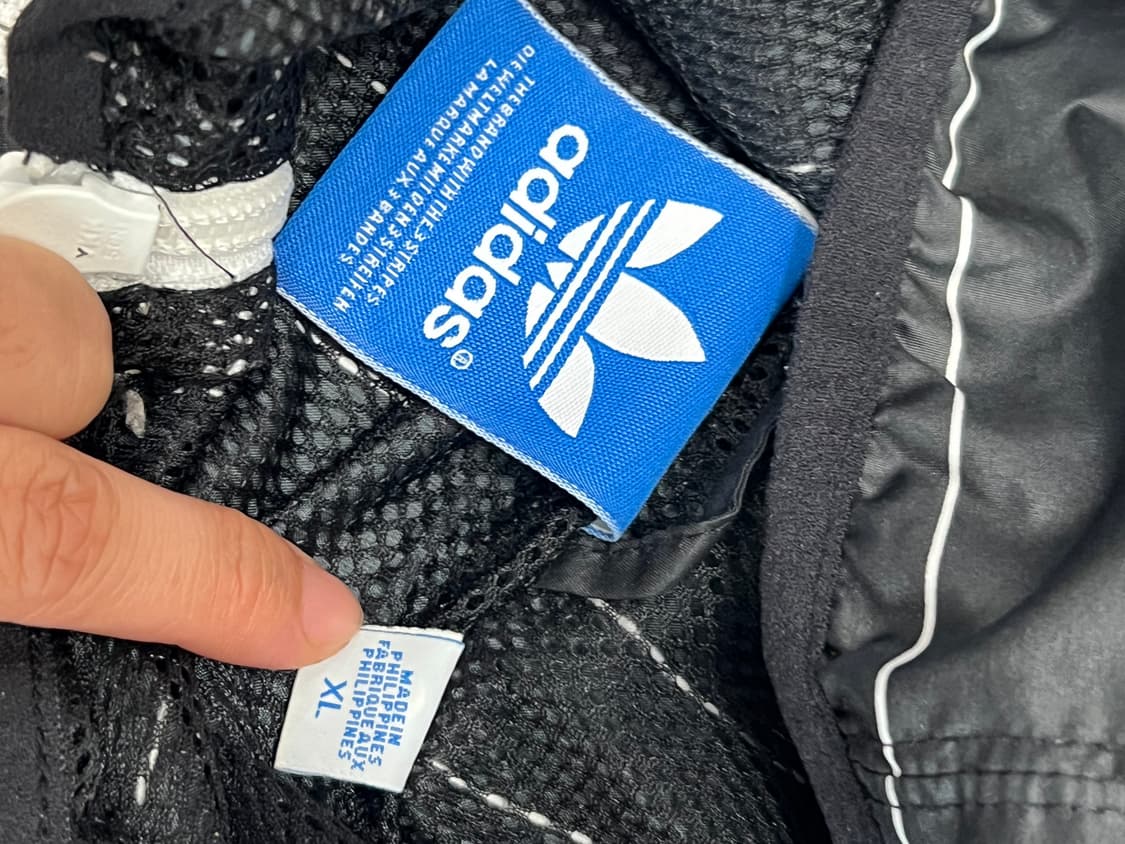 adidas®
THE BRAND WITH THE 3 STRIPES
DIE WELTMARKE MIT DEN 3 STREIFEN
LA MARQUE AUX 3 BANDES
MADE IN
PHILIPPINES
FABRIQUE AUX
PHILIPPINES
XL